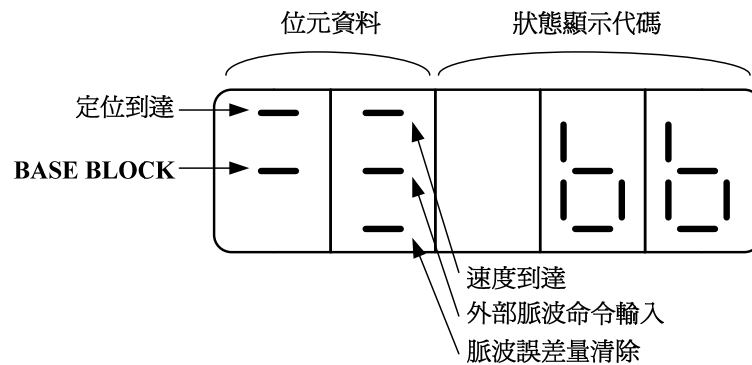 位元資料
狀態顯示代碼
定位到達
BASE BLOCK
bb
速度到達
外部脈波命令輸入
脈波誤差量清除